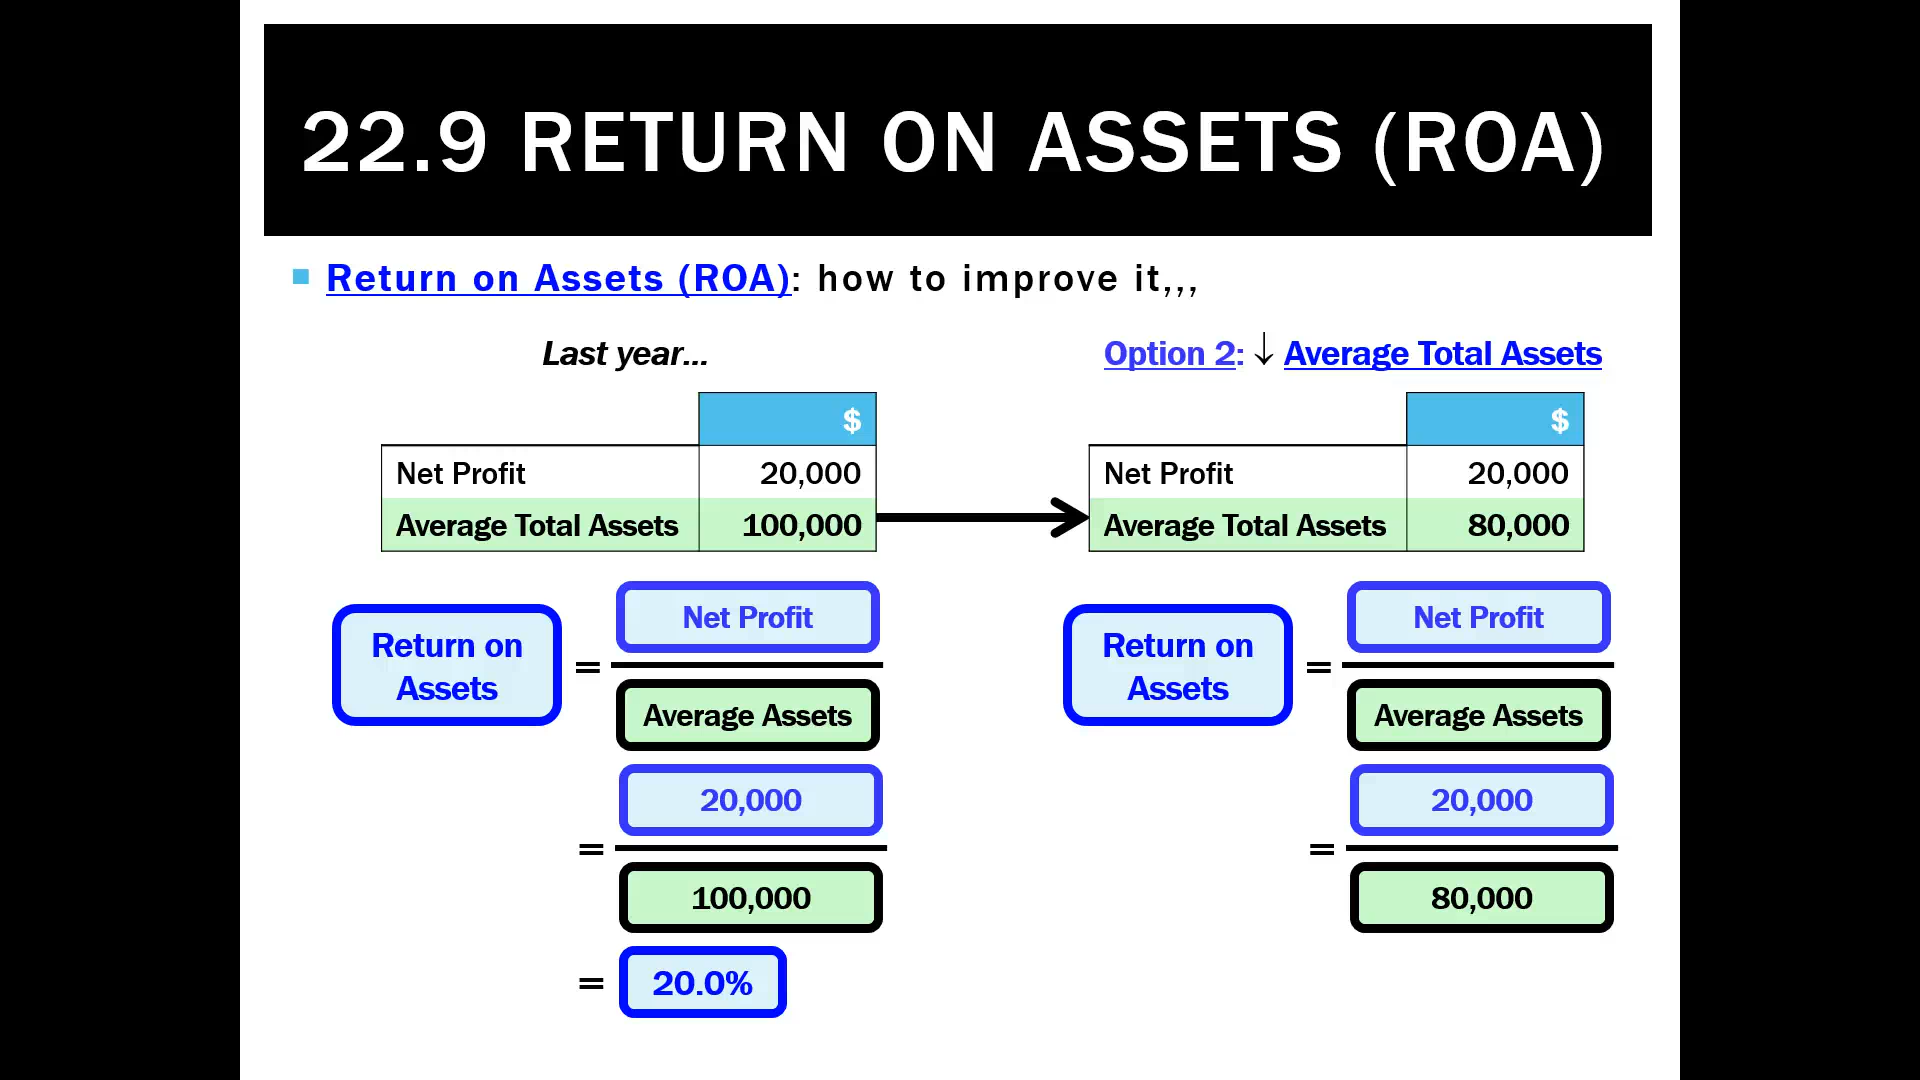 22.9 RETURN ON ASSETS (ROA)
Return on Assets (ROA): how to improve it,,,
Last year...
$
Net Profit 20,000
Average Total Assets 100,000
Return on
Assets
=
Net Profit
Average Assets
=
20,000
100,000
= 20.0%
Option 2: ↓ Average Total Assets
$
Net Profit 20,000
Average Total Assets 80,000
Return on
Assets
=
Net Profit
Average Assets
=
20,000
80,000